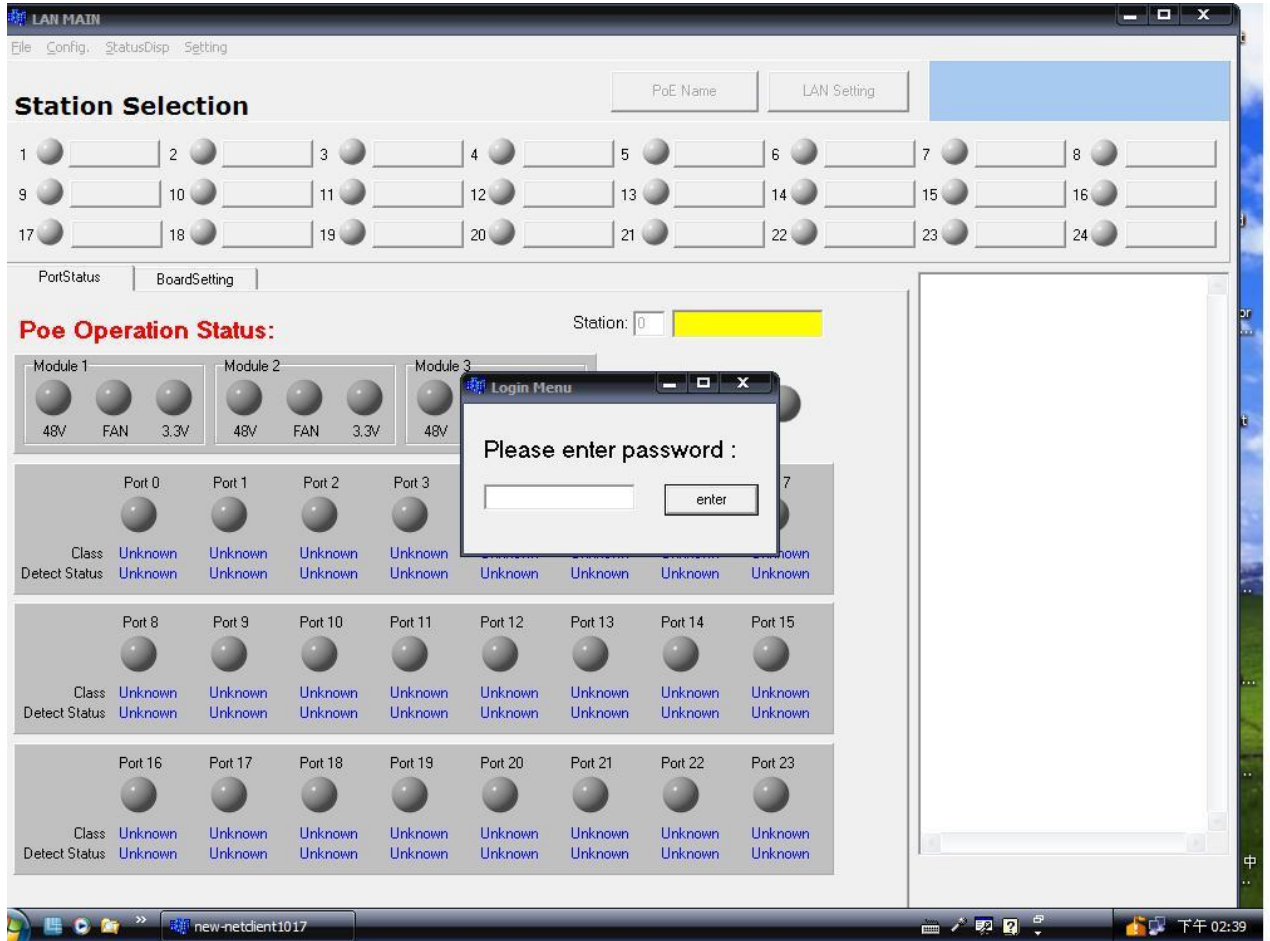 LAN MAIN
File Config. StatusDisp Setting
Station Selection
PoE Name LAN Setting
1 2 3 4 5 6 7 8
9 10 11 12 13 14 15 16
17 18 19 20 21 22 23 24
PortStatus BoardSetting
Poe Operation Status:
Station: 0
Module 1 Module 2 Module 3
48V FAN 3.3V 48V FAN 3.3V 48V
Login Menu
Please enter password :
enter
Port 0 Port 1 Port 2 Port 3 7
Class Unknown Unknown Unknown Unknown
Detect Status Unknown Unknown Unknown Unknown Unknown Unknown Unknown Unknown
Port 8 Port 9 Port 10 Port 11 Port 12 Port 13 Port 14 Port 15
Class Unknown Unknown Unknown Unknown Unknown Unknown Unknown Unknown
Detect Status Unknown Unknown Unknown Unknown Unknown Unknown Unknown Unknown
Port 16 Port 17 Port 18 Port 19 Port 20 Port 21 Port 22 Port 23
Class Unknown Unknown Unknown Unknown Unknown Unknown Unknown Unknown
Detect Status Unknown Unknown Unknown Unknown Unknown Unknown Unknown Unknown
中
new-netclient1017
下午 02:39